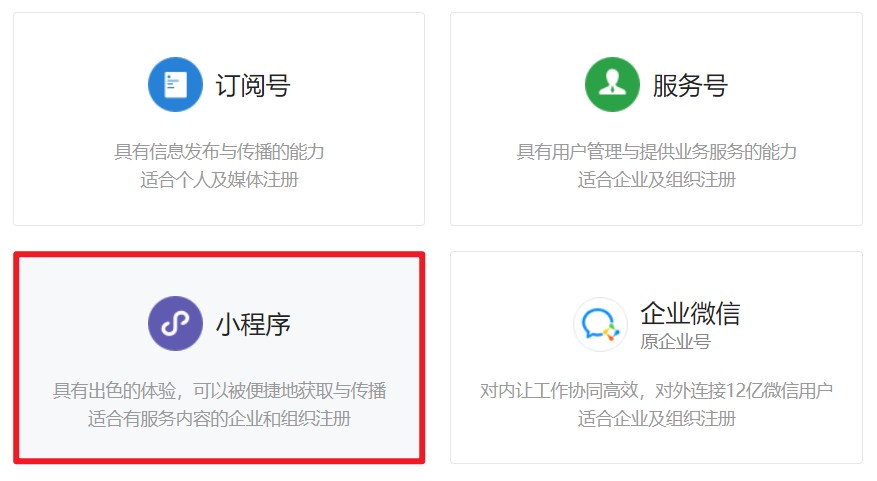 订阅号
具有信息发布与传播的能力
适合个人及媒体注册
服务号
具有用户管理与提供业务服务的能力
适合企业及组织注册
小程序
具有出色的体验，可以被便捷地获取与传播
适合有服务内容的企业和组织注册
企业微信
原企业号
对内让工作协同高效，对外连接12亿微信用户
适合企业及组织注册